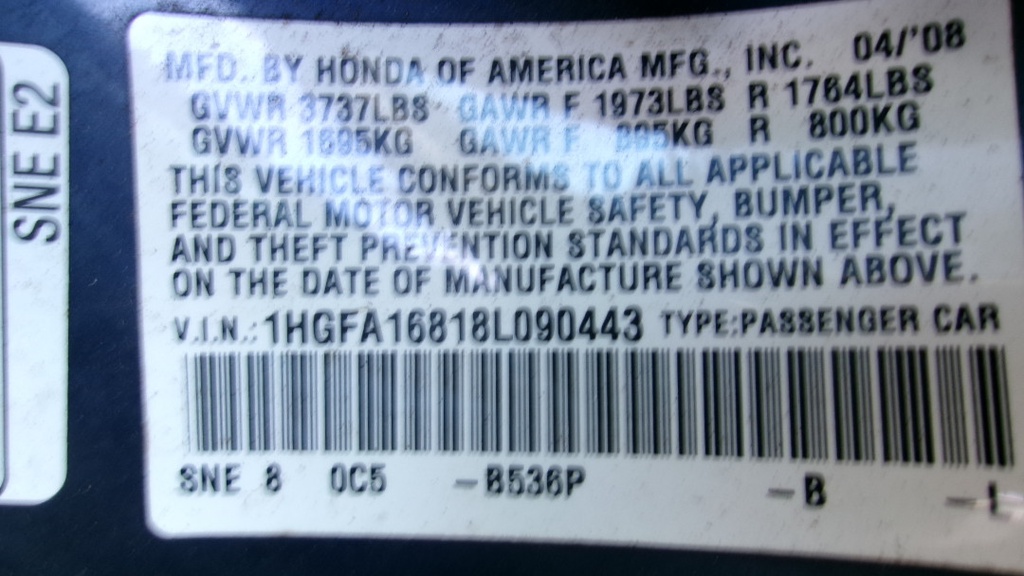 SNE E2
MFD. BY HONDA OF AMERICA MFG., INC. 04/'08
GVWR 3737LBS GAWR F 1973LBS R 1764LBS
GVWR 1695KG GAWR F 895KG R 800KG
THIS VEHICLE CONFORMS TO ALL APPLICABLE
FEDERAL MOTOR VEHICLE SAFETY, BUMPER,
AND THEFT PREVENTION STANDARDS IN EFFECT
ON THE DATE OF MANUFACTURE SHOWN ABOVE.
V.I.N.: 1HGFA16818L090443 TYPE:PASSENGER CAR
SNE 8 0C5 -B536P -B -L